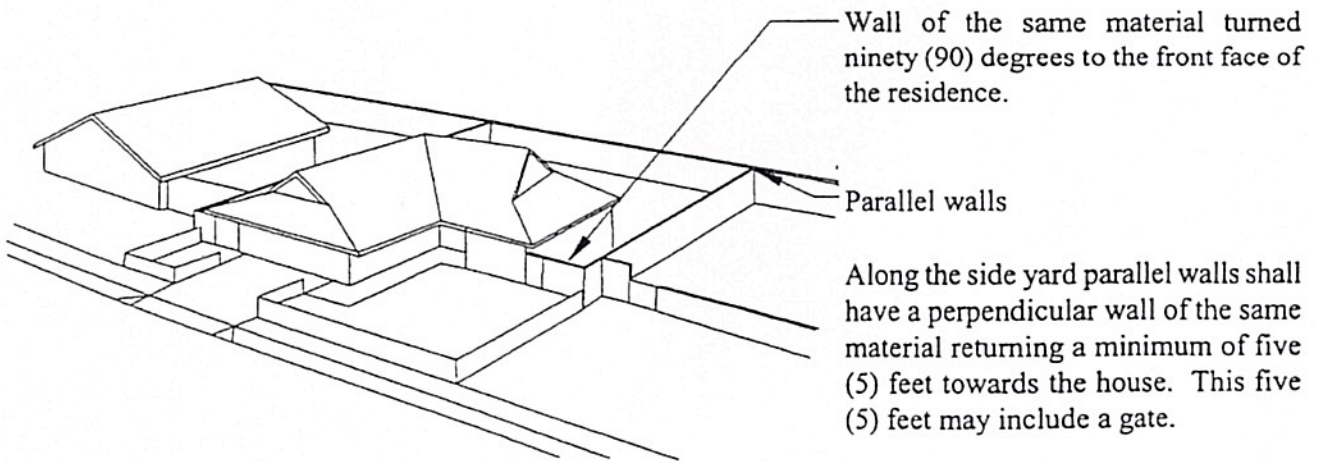 Wall of the same material turned
ninety (90) degrees to the front face of
the residence.
Parallel walls
Along the side yard parallel walls shall
have a perpendicular wall of the same
material returning a minimum of five
(5) feet towards the house. This five
(5) feet may include a gate.